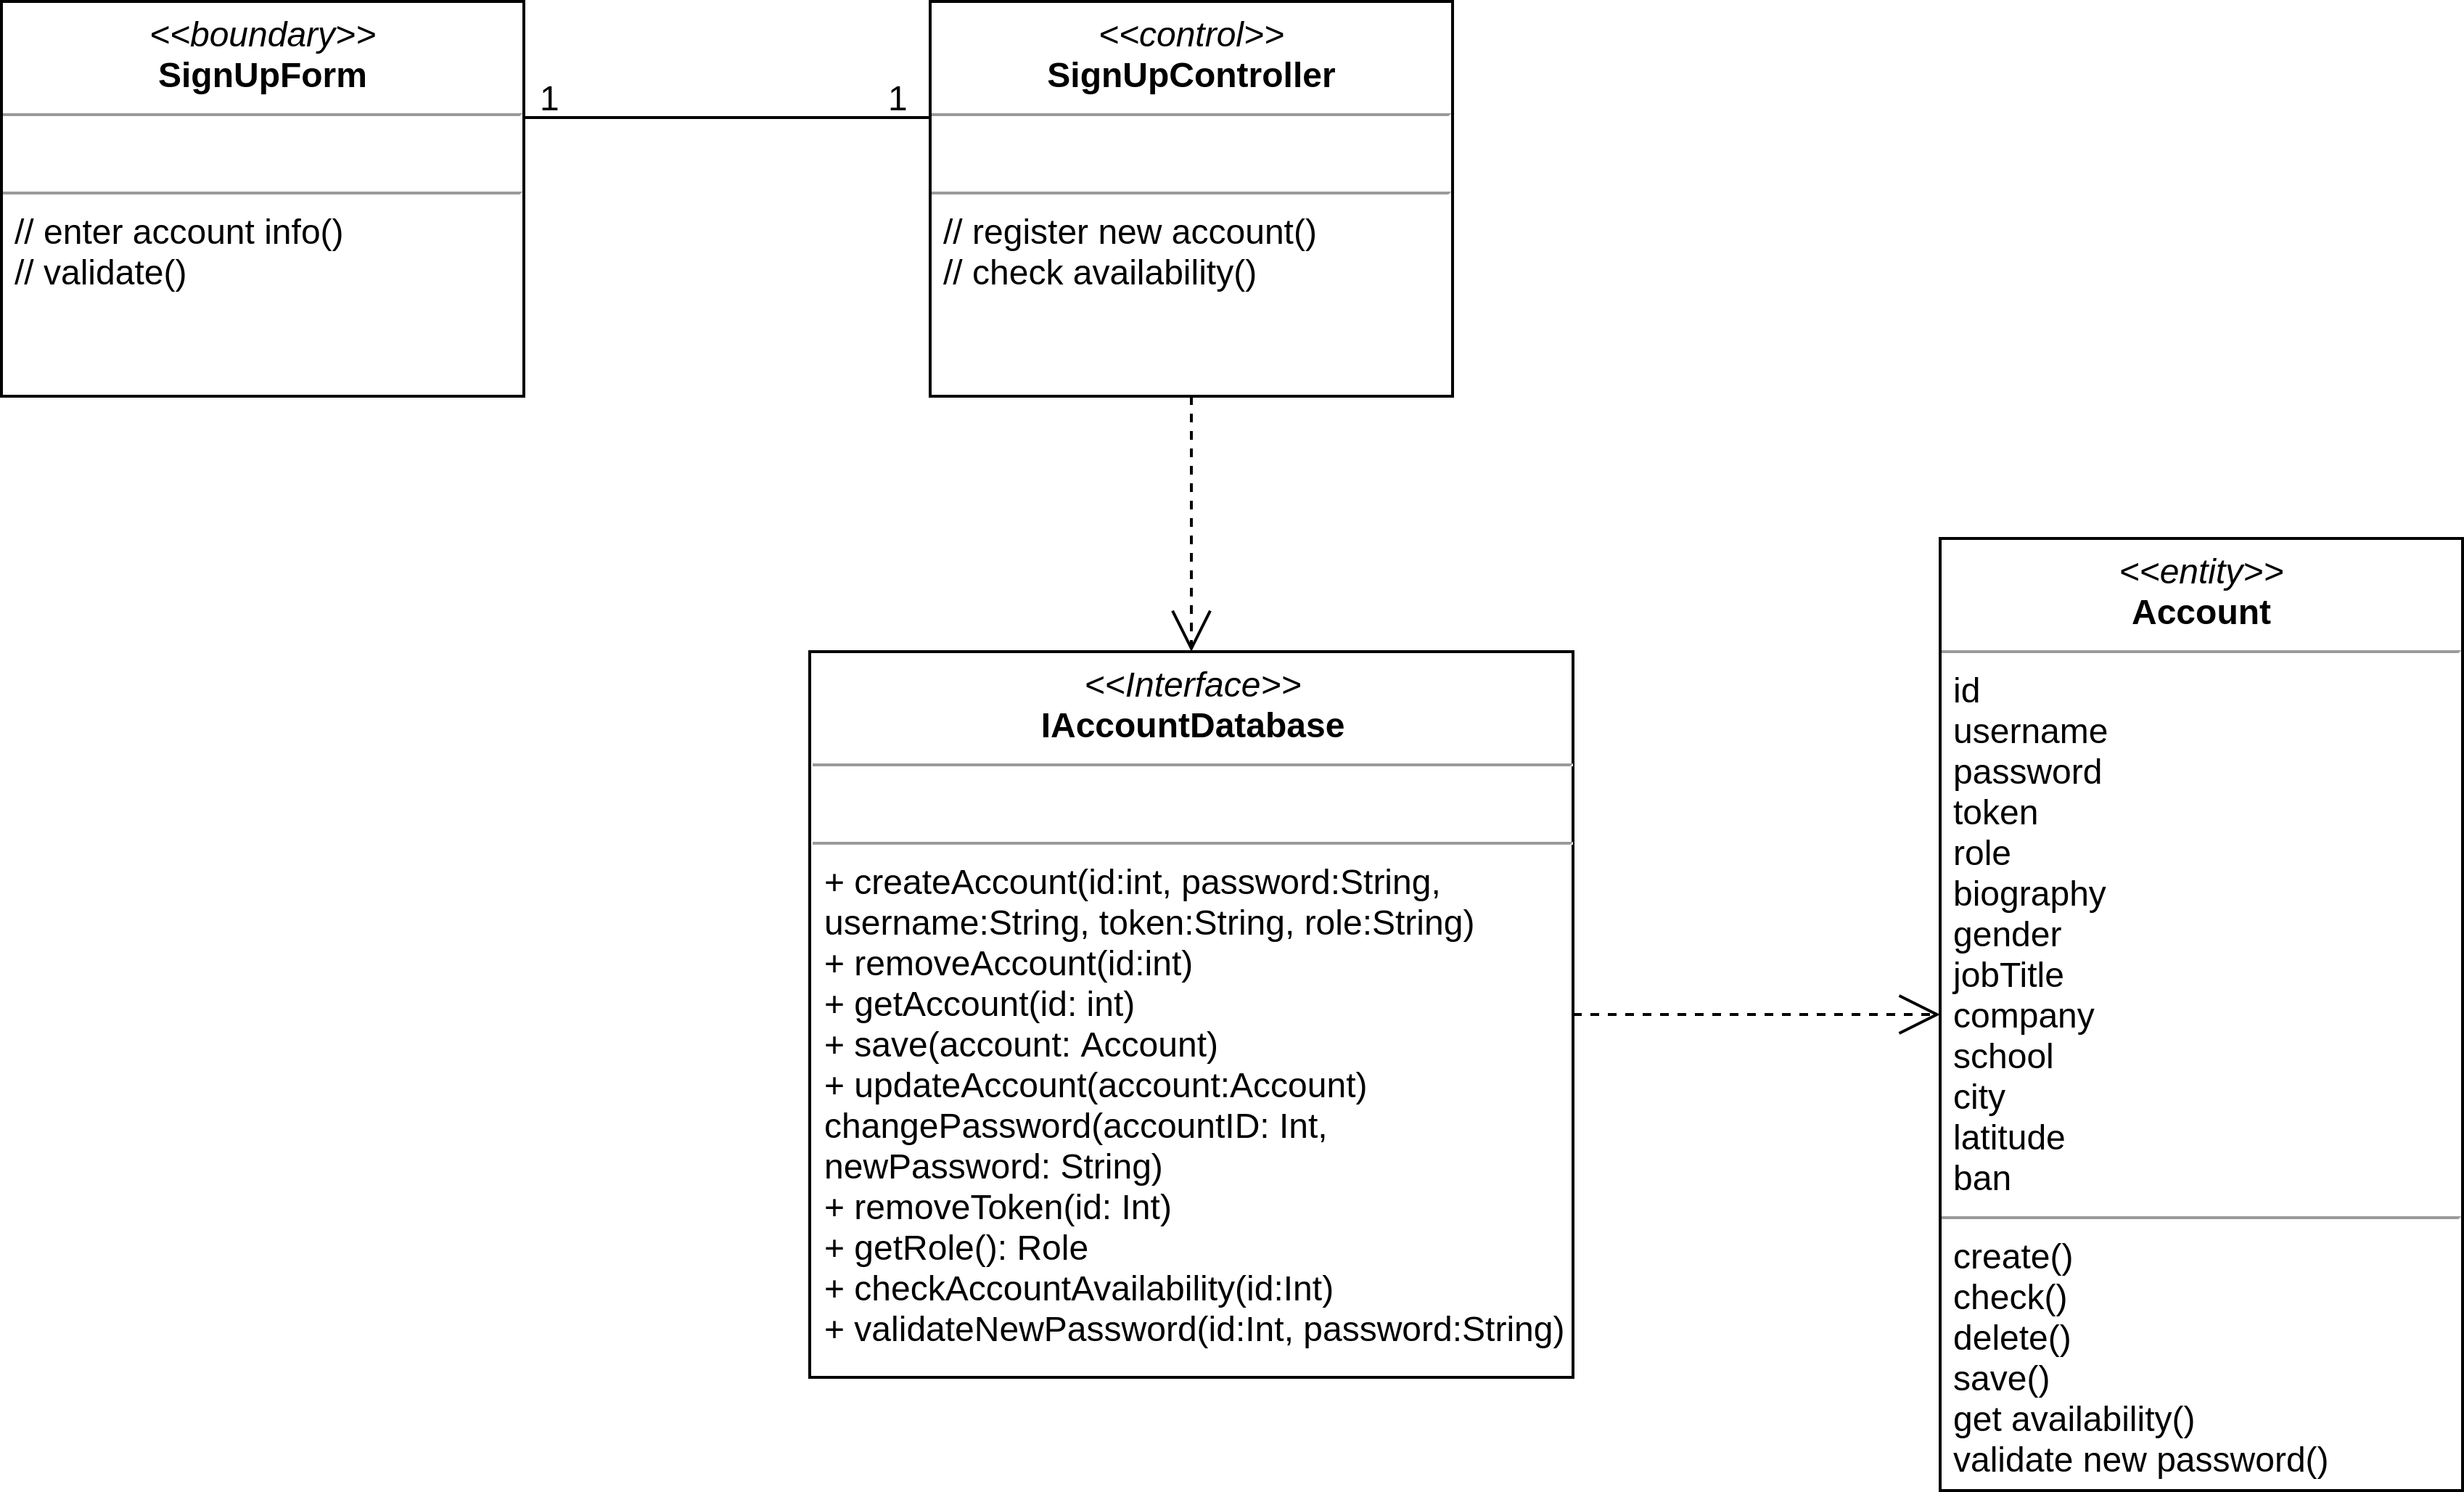 <<boundary>>
SignUpForm
// enter account info()
// validate()
1
1
<<control>>
SignUpController
// register new account()
// check availability()
<<Interface>>
IAccountDatabase
+ createAccount(id:int, password:String,
username:String, token:String, role:String)
+ removeAccount(id:int)
+ getAccount(id: int)
+ save(account: Account)
+ updateAccount(account:Account)
changePassword(accountID: Int,
newPassword: String)
+ removeToken(id: Int)
+ getRole(): Role
+ checkAccountAvailability(id:Int)
+ validateNewPassword(id:Int, password:String)
<<entity>>
Account
id
username
password
token
role
biography
gender
jobTitle
company
school
city
latitude
ban
create()
check()
delete()
save()
get availability()
validate new password()